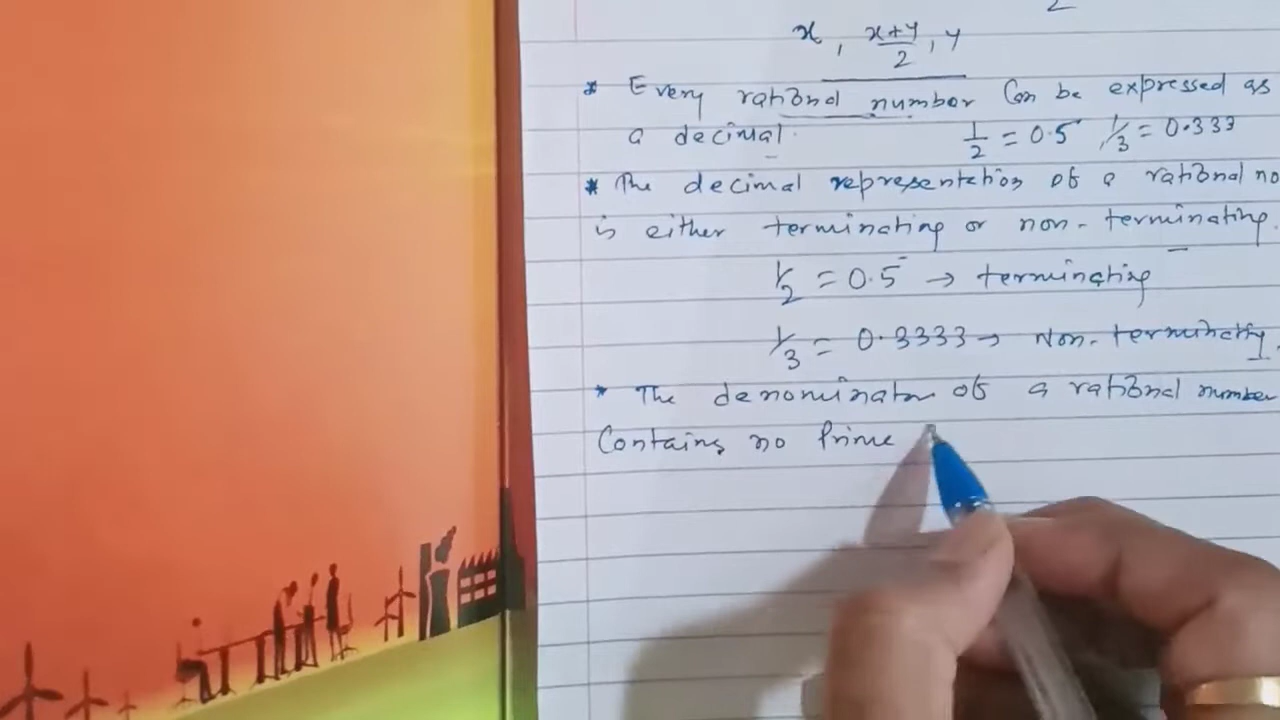 x, x+y/2, y
* Every rational number Can be expressed as
a decimal. 1/2 = 0.5 , 1/3 = 0.333
* The decimal representation of a rational no
is either terminating or non-terminating.
1/2 = 0.5 → terminating
1/3 = 0.3333 → Non-terminating.
* The denominator of a rational number
Contains no Prime